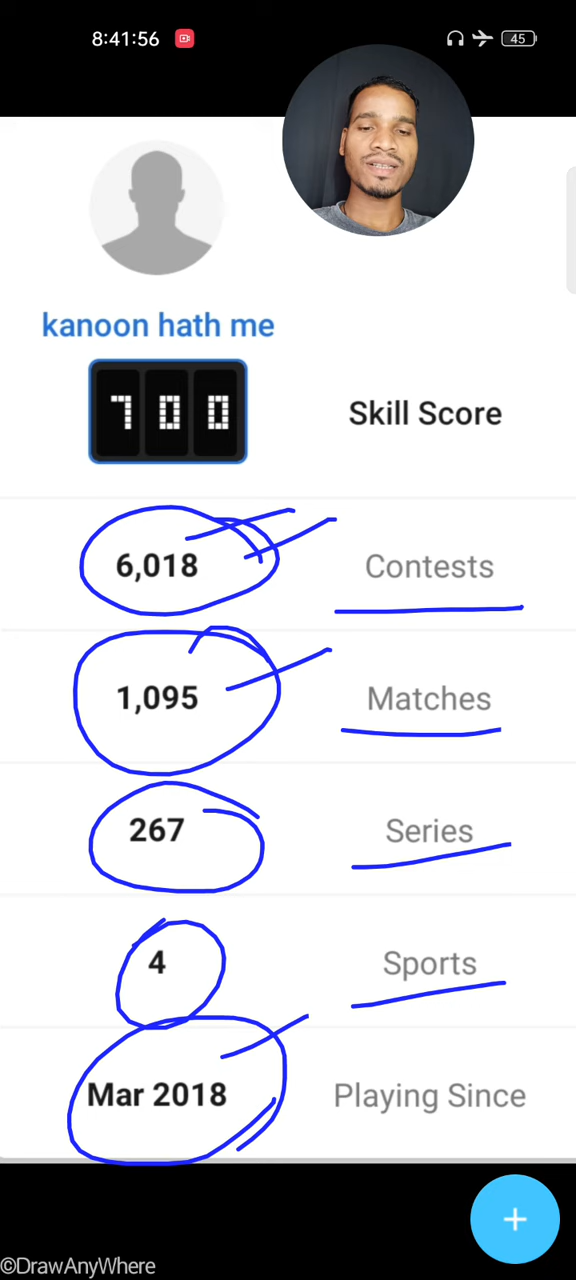 8:41:56
45
kanoon hath me
700
Skill Score
6,018 Contests
1,095 Matches
267 Series
4 Sports
Mar 2018 Playing Since
+
©DrawAnyWhere